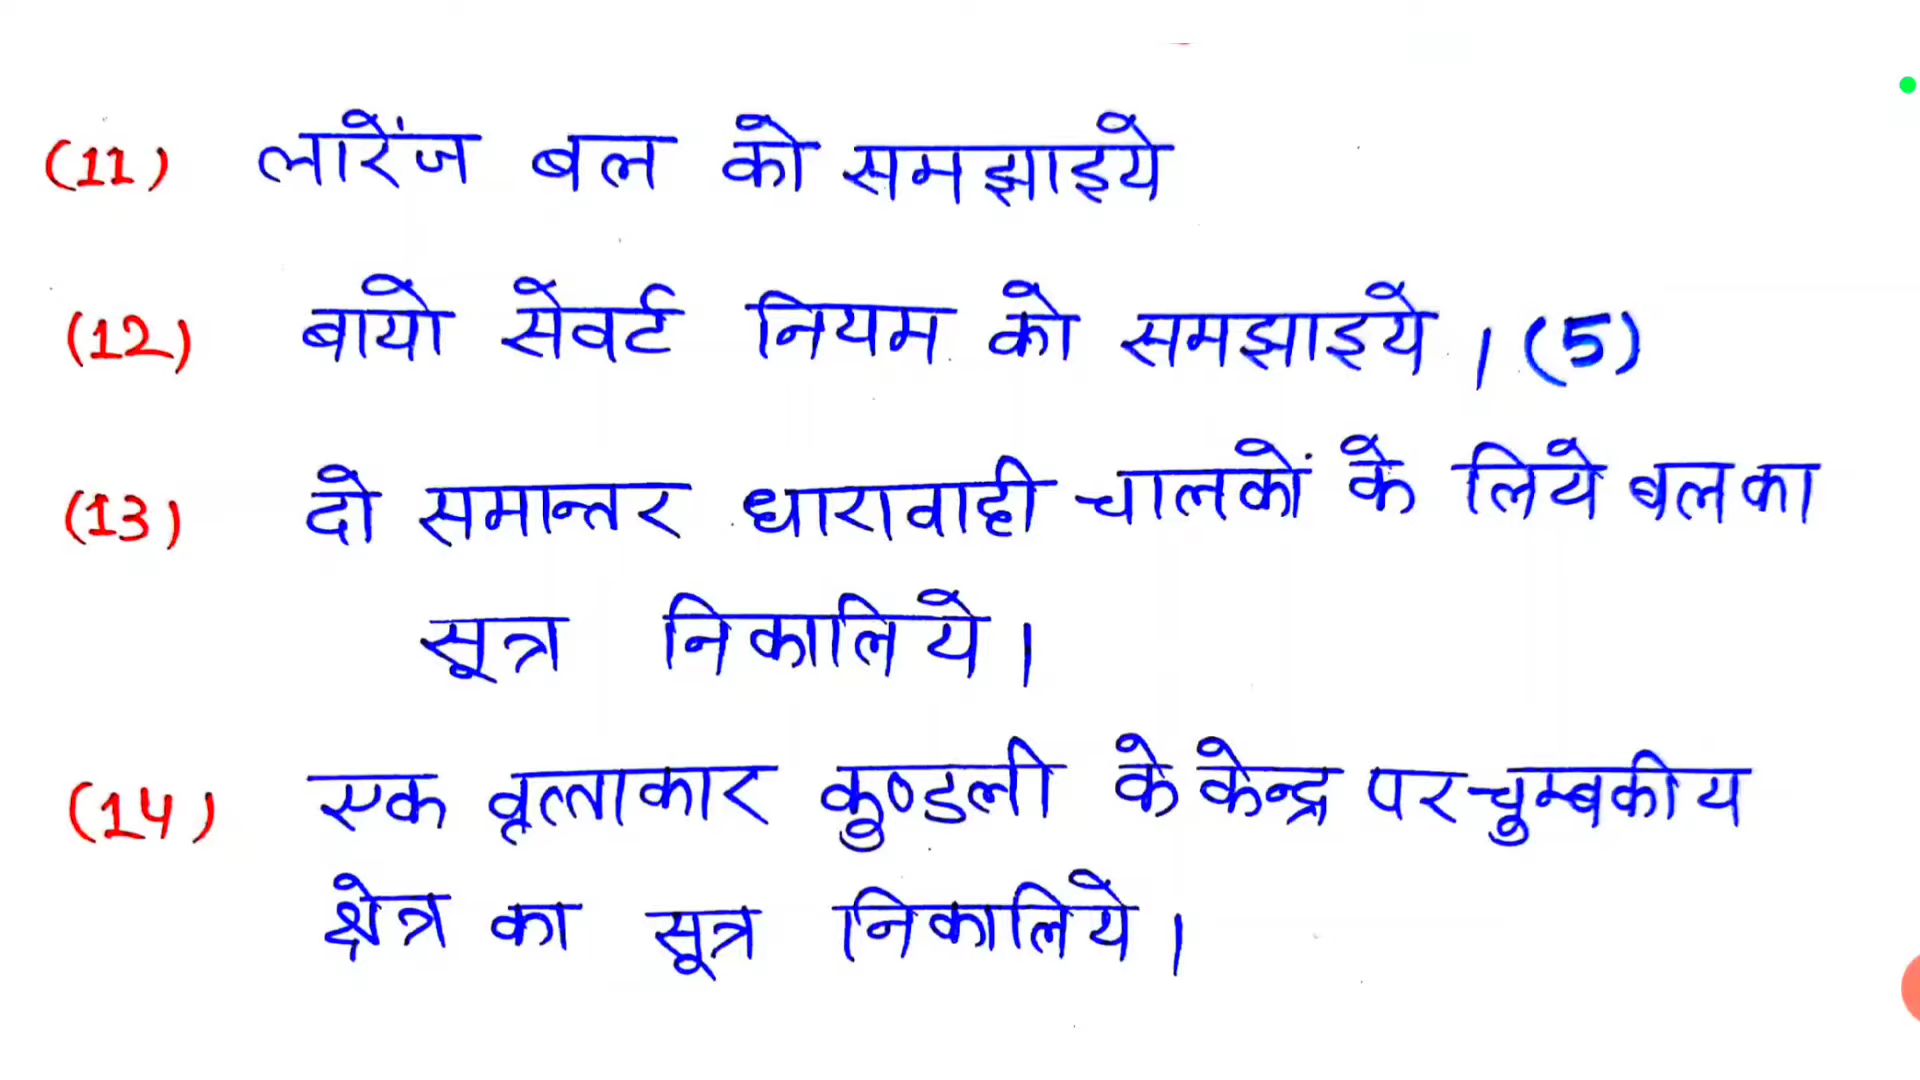 (11) लारेंज बल को समझाइये
(12) बायो सेवर्ट नियम को समझाइये । (5)
(13) दो समान्तर धारावाही चालकों के लिये बल का
सूत्र निकालिये ।
(14) एक वृत्ताकार कुण्डली के केन्द्र पर चुम्बकीय
क्षेत्र का सूत्र निकालिये ।